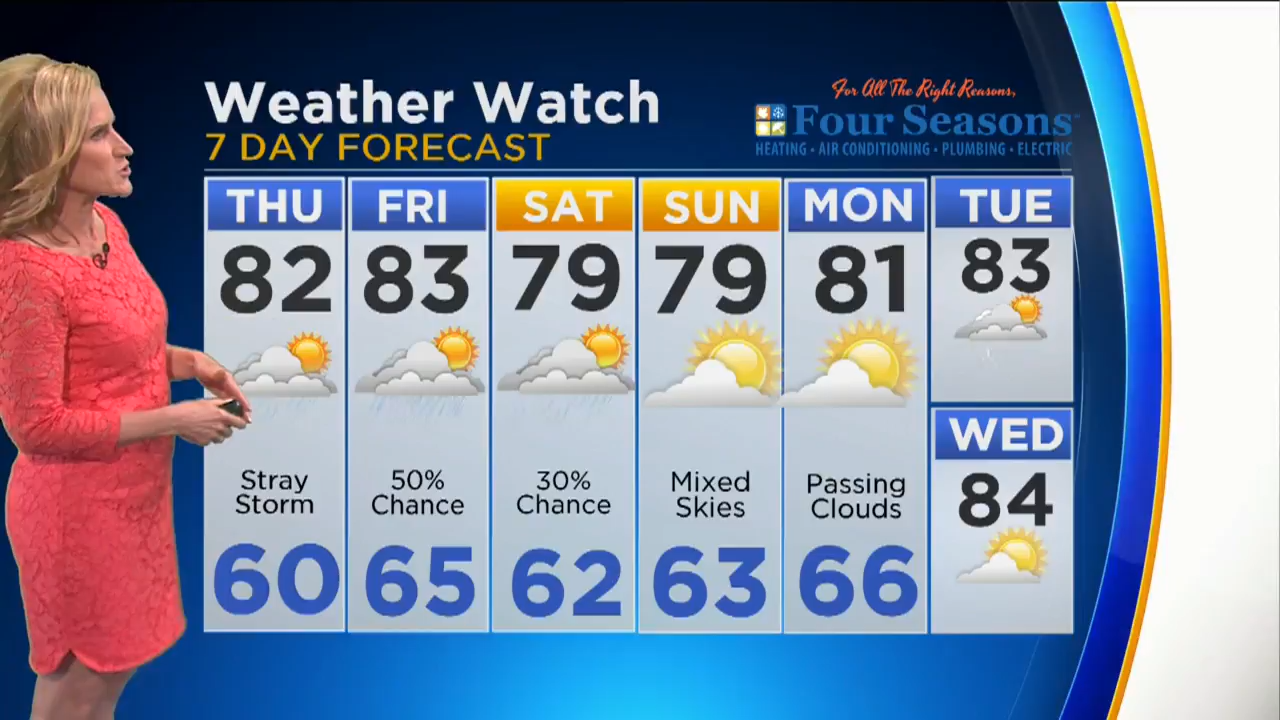 Weather Watch
7 DAY FORECAST
For All The Right Reasons,
Four Seasons™
HEATING • AIR CONDITIONING • PLUMBING • ELECTRIC
THU
82
Stray
Storm
60
FRI
83
50%
Chance
65
SAT
79
30%
Chance
62
SUN
79
Mixed
Skies
63
MON
81
Passing
Clouds
66
TUE
83
WED
84